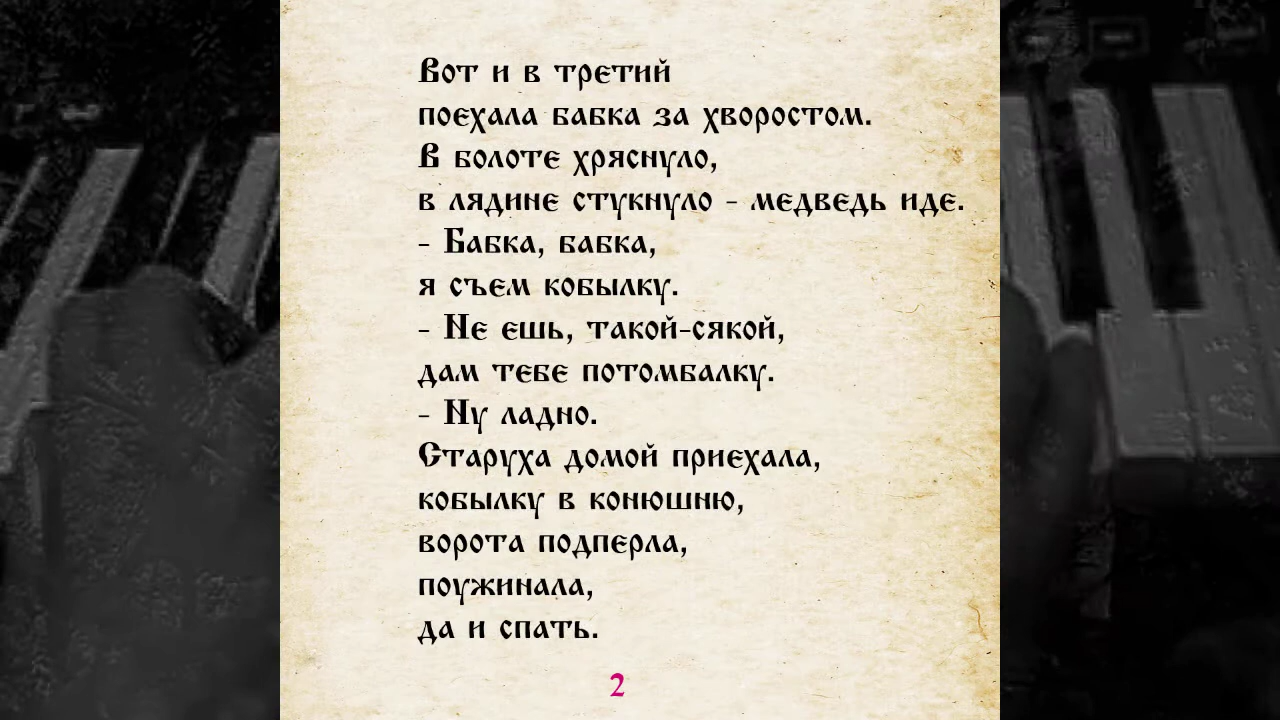 Вот и в третий
поехала бабка за хворостом.
В болоте хряснуло,
в лядине стукнуло - медведь иде.
- Бабка, бабка,
я съем кобылку.
- Не ешь, такой-сякой,
дам тебе потомбалку.
- Ну ладно.
Старуха домой приехала,
кобылку в конюшню,
ворота подперла,
поужинала,
да и спать.
2